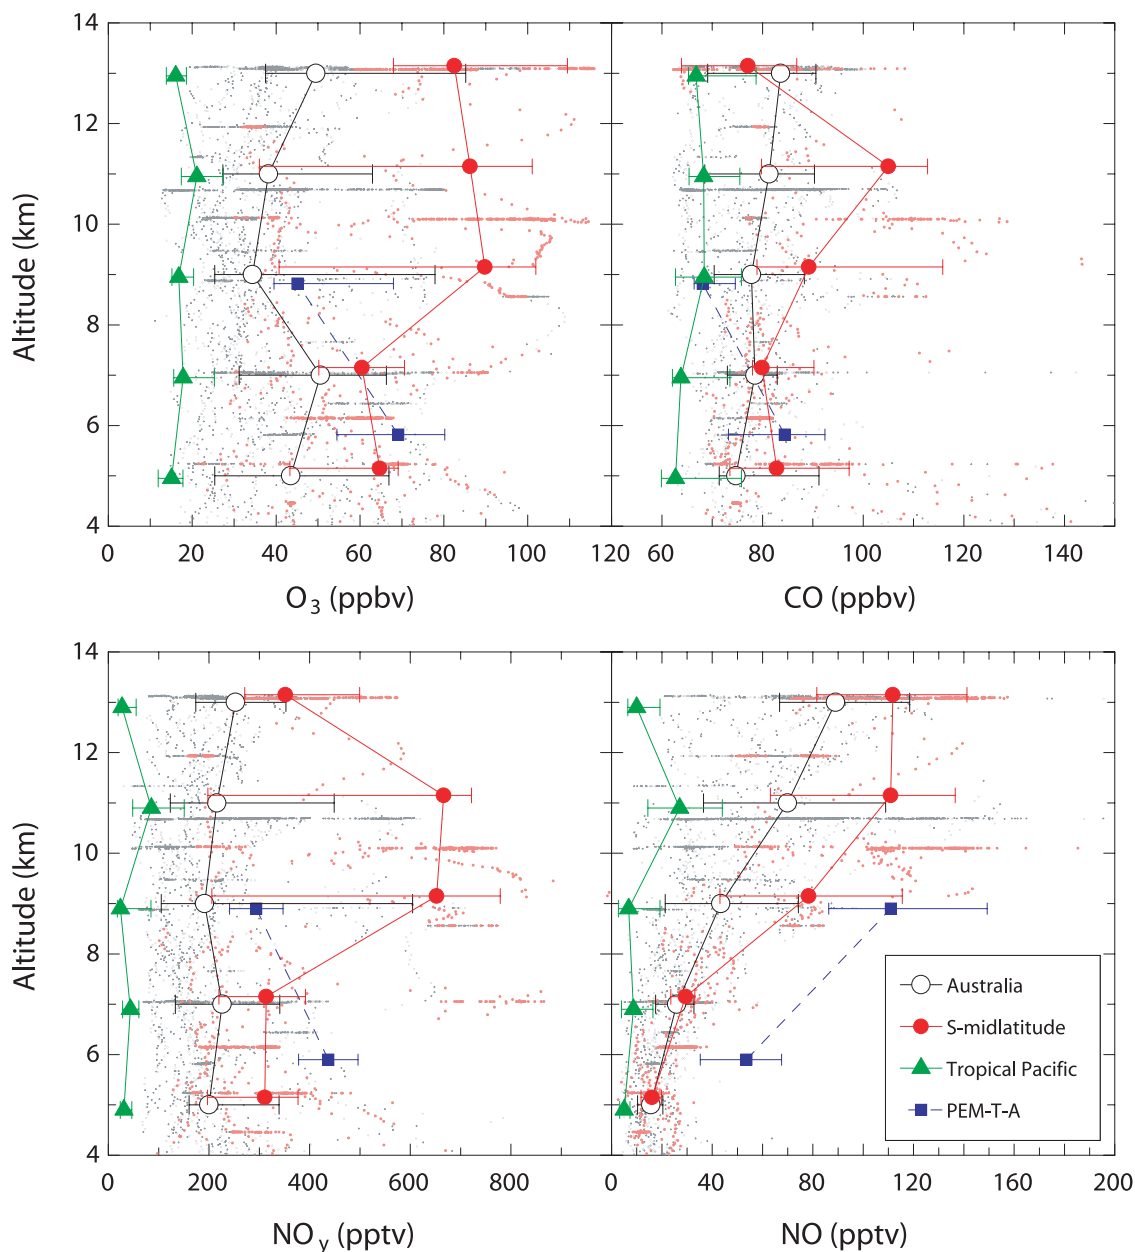 14
12
10
8
6
4
Altitude (km)
0 20 40 60 80 100 120
60 80 100 120 140
O3 (ppbv)
CO (ppbv)
14
12
10
8
6
4
Altitude (km)
0 200 400 600 800
0 40 80 120 160 200
NOy (pptv)
NO (pptv)
Australia
S-midlatitude
Tropical Pacific
PEM-T-A